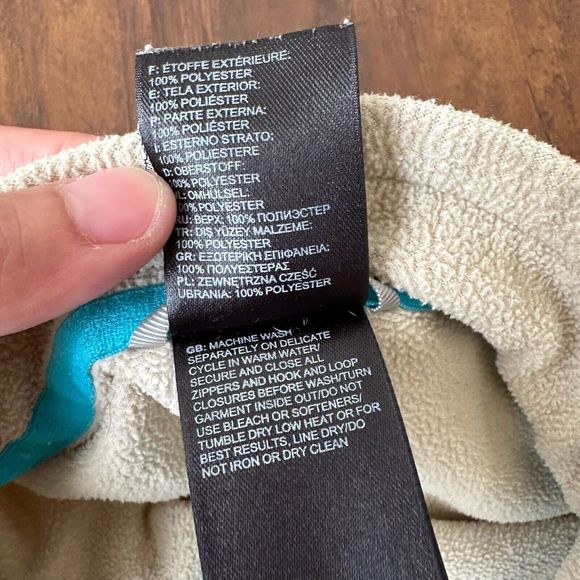 F: ÉTOFFE EXTÉRIEURE:
100% POLYESTER
E: TELA EXTERIOR:
100% POLIÉSTER
P: PARTE EXTERNA:
100% POLIÉSTER
I: ESTERNO STRATO:
100% POLIESTERE
D: OBERSTOFF
100% POLYESTER
NL: OMHULSEL:
100% POLYESTER
RU: ВЕРХ: 100% ПОЛИЭСТЕР
TR: DIŞ YÜZEY MALZEME:
100% POLYESTER
GR: ΕΞΩΤΕΡΙΚΗ ΕΠΙΦΑΝΕΙΑ:
100% ΠΟΛΥΕΣΤΕΡΑΣ
PL: ZEWNĘTRZNA CZĘŚĆ
UBRANIA: 100% POLYESTER
GB: MACHINE WASH
SEPARATELY ON DELICATE
CYCLE IN WARM WATER/
SECURE AND CLOSE ALL
ZIPPERS AND HOOK AND LOOP
CLOSURES BEFORE WASH/TURN
GARMENT INSIDE OUT/DO NOT
USE BLEACH OR SOFTENERS/
TUMBLE DRY LOW HEAT OR FOR
BEST RESULTS, LINE DRY/DO
NOT IRON OR DRY CLEAN